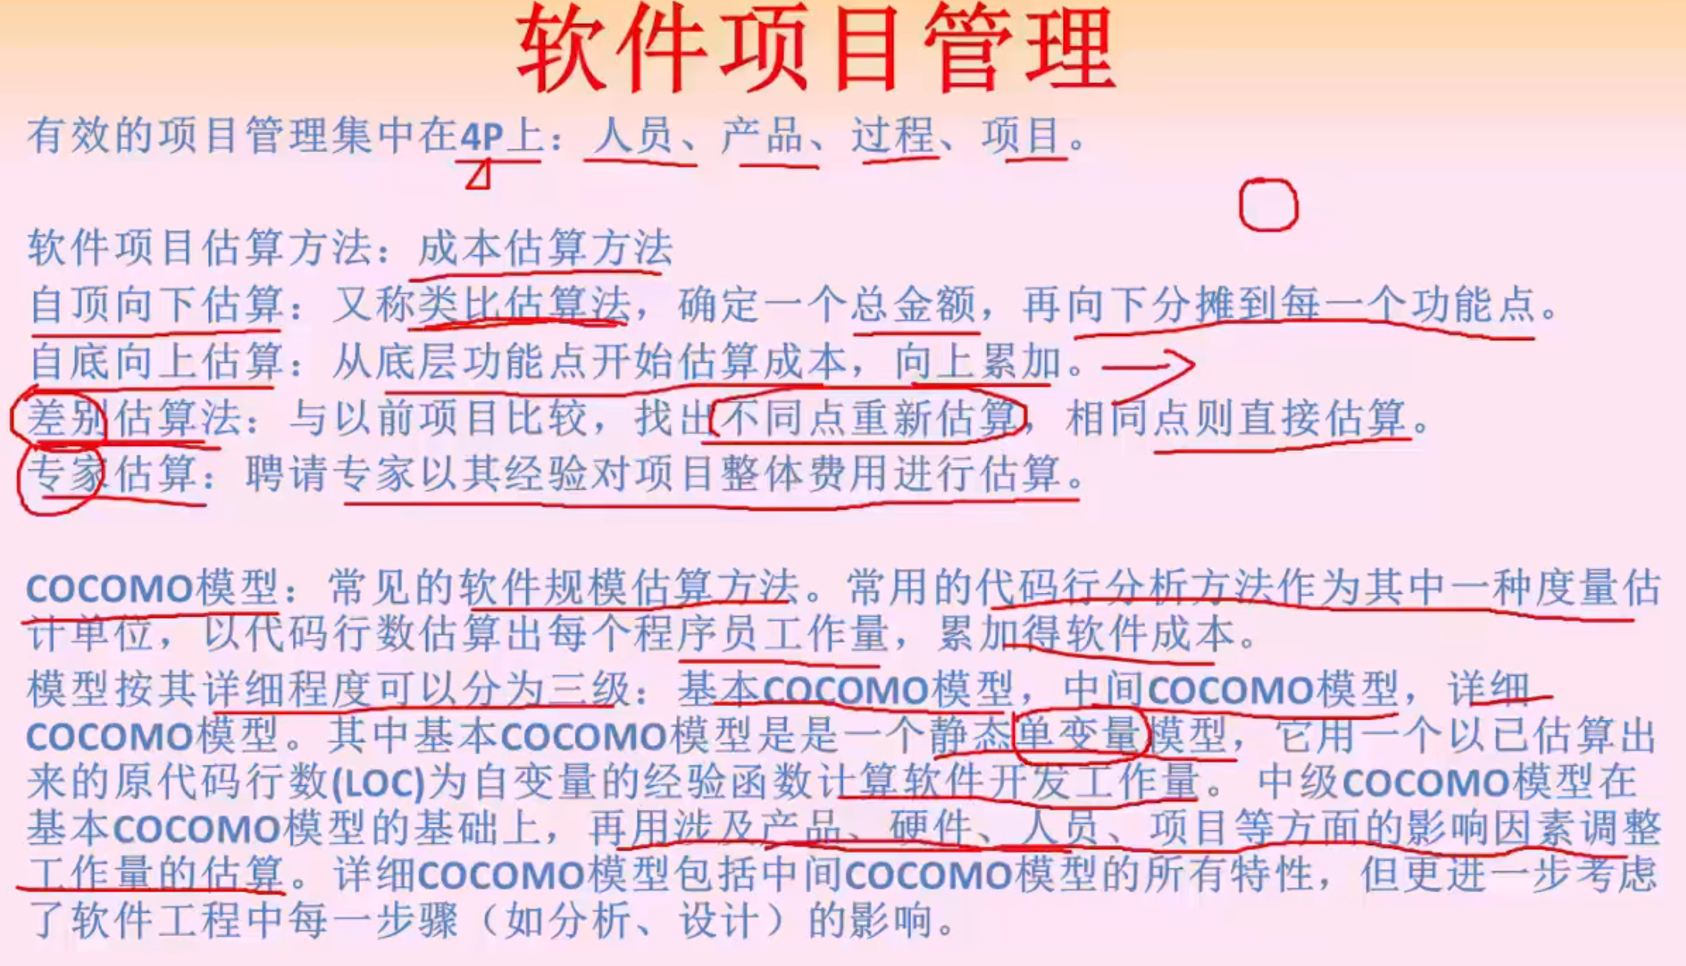 软件项目管理
有效的项目管理集中在4P上：人员、产品、过程、项目。
软件项目估算方法：成本估算方法
自顶向下估算：又称类比估算法，确定一个总金额，再向下分摊到每一个功能点。
自底向上估算：从底层功能点开始估算成本，向上累加。
差别估算法：与以前项目比较，找出不同点重新估算，相同点则直接估算。
专家估算：聘请专家以其经验对项目整体费用进行估算。
COCOMO模型：常见的软件规模估算方法。常用的代码行分析方法作为其中一种度量估
计单位，以代码行数估算出每个程序员工作量，累加得软件成本。
模型按其详细程度可以分为三级：基本COCOMO模型，中间COCOMO模型，详细
COCOMO模型。其中基本COCOMO模型是是一个静态单变量模型，它用一个以已估算出
来的原代码行数(LOC)为自变量的经验函数计算软件开发工作量。中级COCOMO模型在
基本COCOMO模型的基础上，再用涉及产品、硬件、人员、项目等方面的影响因素调整
工作量的估算。详细COCOMO模型包括中间COCOMO模型的所有特性，但更进一步考虑
了软件工程中每一步骤（如分析、设计）的影响。